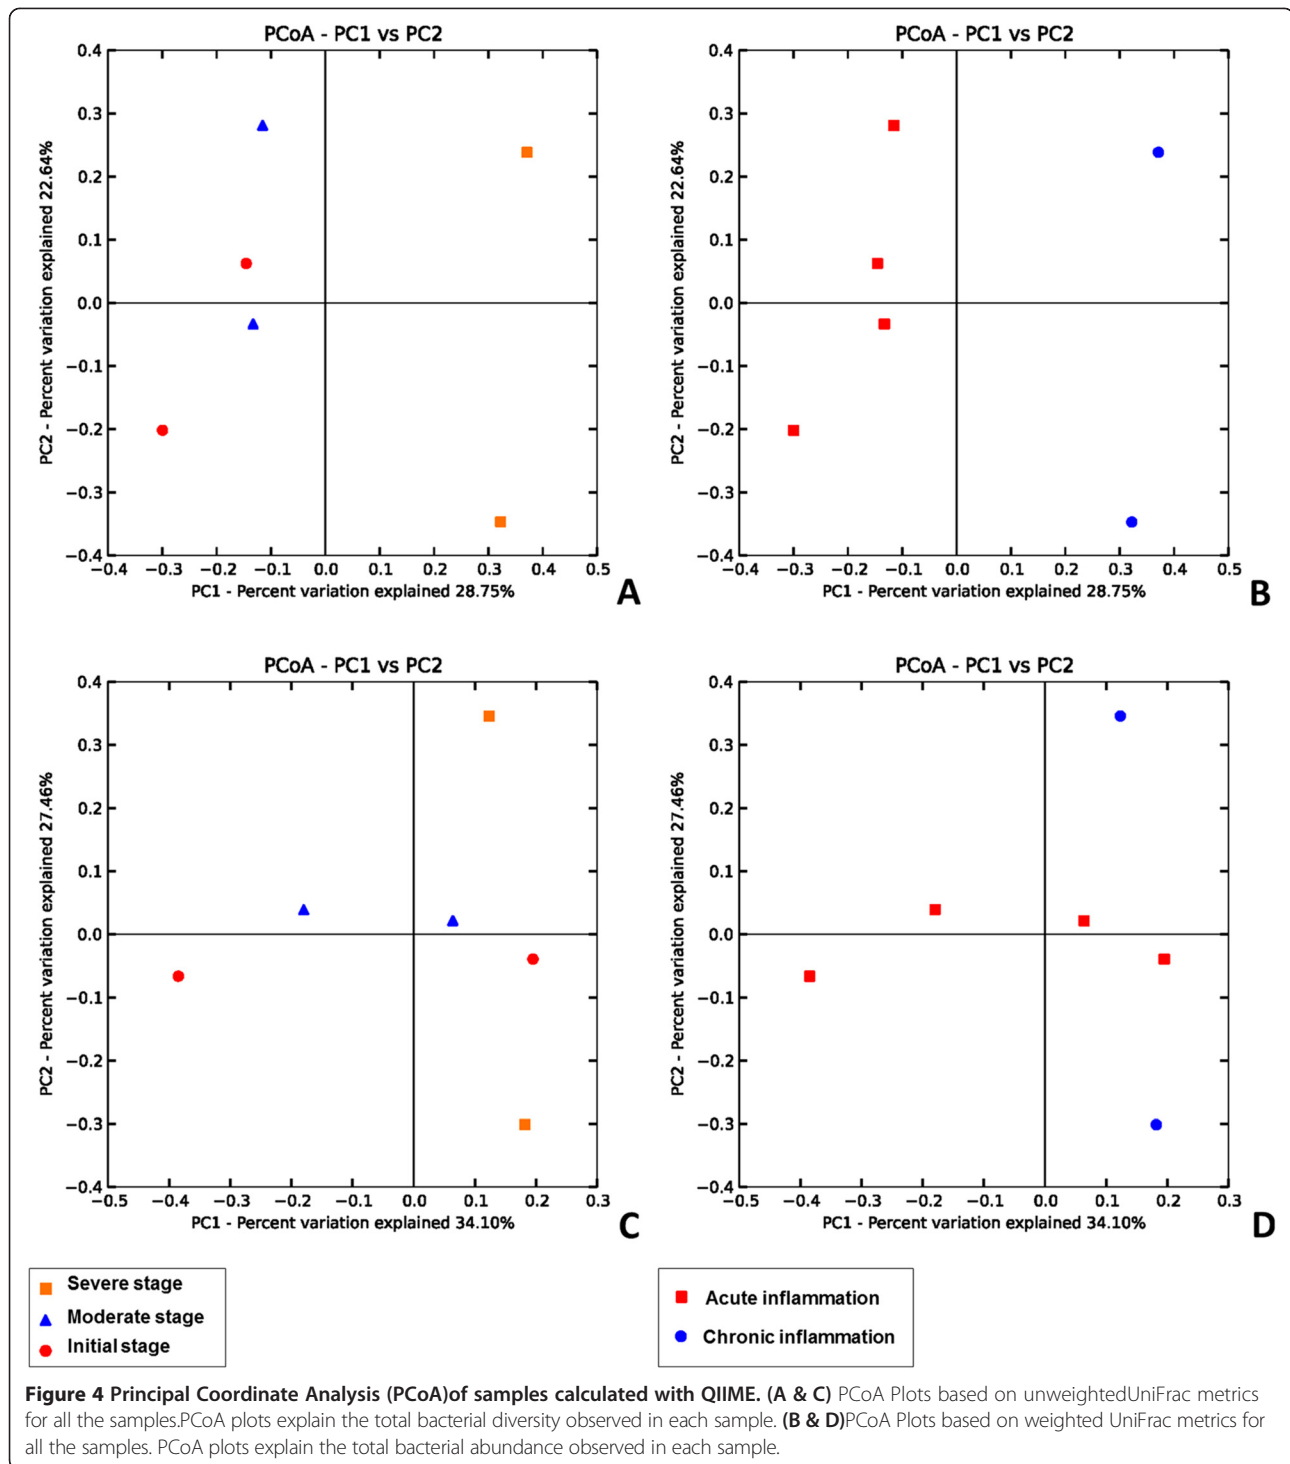 PCoA - PC1 vs PC2
0.4
0.3
0.2
0.1
0.0
−0.1
−0.2
−0.3
−0.4
PC2 - Percent variation explained 22.64%
−0.4 −0.3 −0.2 −0.1 0.0 0.1 0.2 0.3 0.4 0.5
PC1 - Percent variation explained 28.75%
A
PCoA - PC1 vs PC2
0.4
0.3
0.2
0.1
0.0
−0.1
−0.2
−0.3
−0.4
PC2 - Percent variation explained 22.64%
−0.4 −0.3 −0.2 −0.1 0.0 0.1 0.2 0.3 0.4 0.5
PC1 - Percent variation explained 28.75%
B
PCoA - PC1 vs PC2
0.4
0.3
0.2
0.1
0.0
−0.1
−0.2
−0.3
−0.4
PC2 - Percent variation explained 27.46%
−0.5 −0.4 −0.3 −0.2 −0.1 0.0 0.1 0.2 0.3
PC1 - Percent variation explained 34.10%
C
PCoA - PC1 vs PC2
0.4
0.3
0.2
0.1
0.0
−0.1
−0.2
−0.3
−0.4
PC2 - Percent variation explained 27.46%
−0.5 −0.4 −0.3 −0.2 −0.1 0.0 0.1 0.2 0.3
PC1 - Percent variation explained 34.10%
D
Severe stage
Moderate stage
Initial stage
Acute inflammation
Chronic inflammation
Figure 4 Principal Coordinate Analysis (PCoA)of samples calculated with QIIME. (A & C) PCoA Plots based on unweightedUniFrac metrics
for all the samples.PCoA plots explain the total bacterial diversity observed in each sample. (B & D)PCoA Plots based on weighted UniFrac metrics for
all the samples. PCoA plots explain the total bacterial abundance observed in each sample.